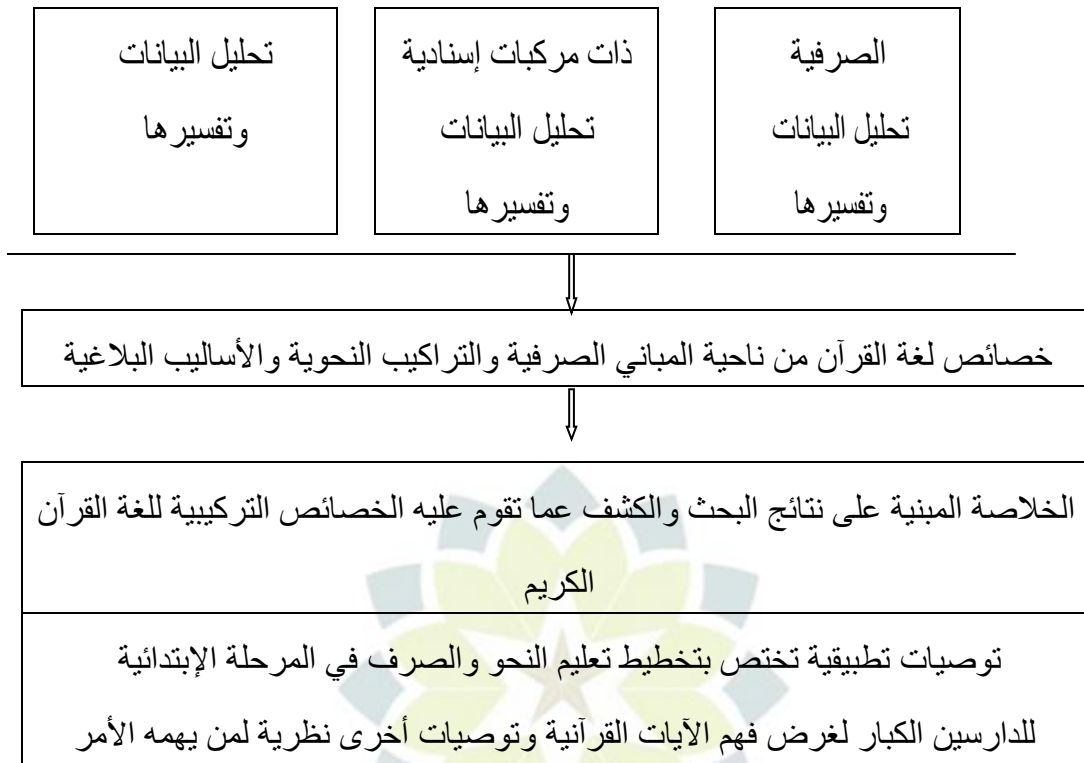 الصرفية
تحليل البيانات
وتفسيرها
ذات مركبات إسنادية
تحليل البيانات
وتفسيرها
تحليل البيانات
وتفسيرها
خصائص لغة القرآن من ناحية المباني الصرفية والتراكيب النحوية والأساليب البلاغية
الخلاصة المبنية على نتائج البحث والكشف عما تقوم عليه الخصائص التركيبية للغة القرآن
الكريم
توصيات تطبيقية تختص بتخطيط تعليم النحو والصرف في المرحلة الإبتدائية
للدارسين الكبار لغرض فهم الآيات القرآنية وتوصيات أخرى نظرية لمن يهمه الأمر